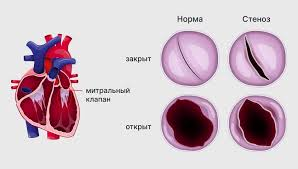 Норма Стеноз
закрыт
митральный
клапан
открыт